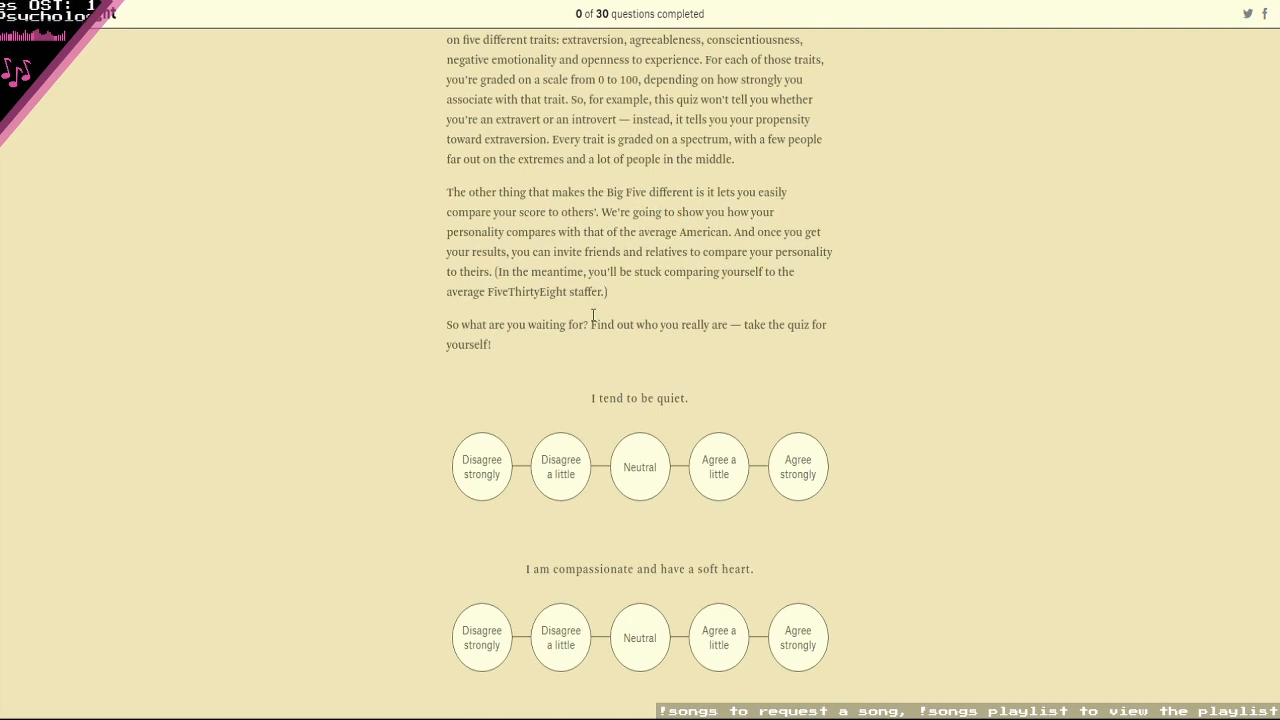 es OST: 1
Psycholo
ht
0 of 30 questions completed
on five different traits: extraversion, agreeableness, conscientiousness,
negative emotionality and openness to experience. For each of those traits,
you're graded on a scale from 0 to 100, depending on how strongly you
associate with that trait. So, for example, this quiz won't tell you whether
you're an extravert or an introvert — instead, it tells you your propensity
toward extraversion. Every trait is graded on a spectrum, with a few people
far out on the extremes and a lot of people in the middle.
The other thing that makes the Big Five different is it lets you easily
compare your score to others'. We're going to show you how your
personality compares with that of the average American. And once you get
your results, you can invite friends and relatives to compare your personality
to theirs. (In the meantime, you'll be stuck comparing yourself to the
average FiveThirtyEight staffer.)
So what are you waiting for? Find out who you really are — take the quiz for
yourself!
I tend to be quiet.
Disagree strongly
Disagree a little
Neutral
Agree a little
Agree strongly
I am compassionate and have a soft heart.
Disagree strongly
Disagree a little
Neutral
Agree a little
Agree strongly
!songs to request a song, !songs playlist to view the playlist